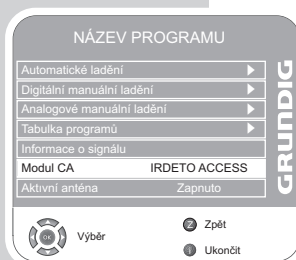 NÁZEV PROGRAMU
Automatické ladění
Digitální manuální ladění
Analogové manuální ladění
Tabulka programů
Informace o signálu
Modul CA IRDETO ACCESS
Aktivní anténa Zapnuto
GRUNDIG
OK Výběr
Z Zpět
i Ukončit